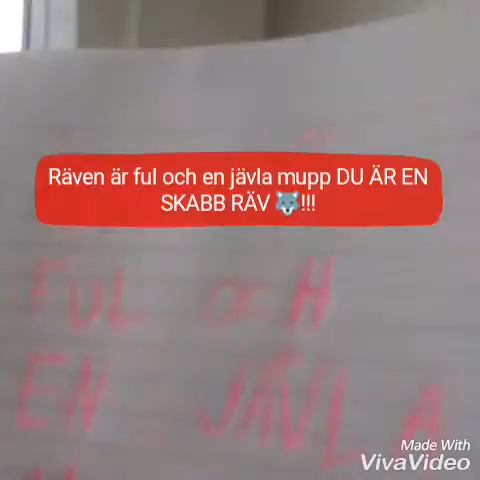 Räven är ful och en jävla mupp DU ÄR EN
SKABB RÄV 🐺!!!
FUL OCH
EN JÄVLA
Made With
VivaVideo